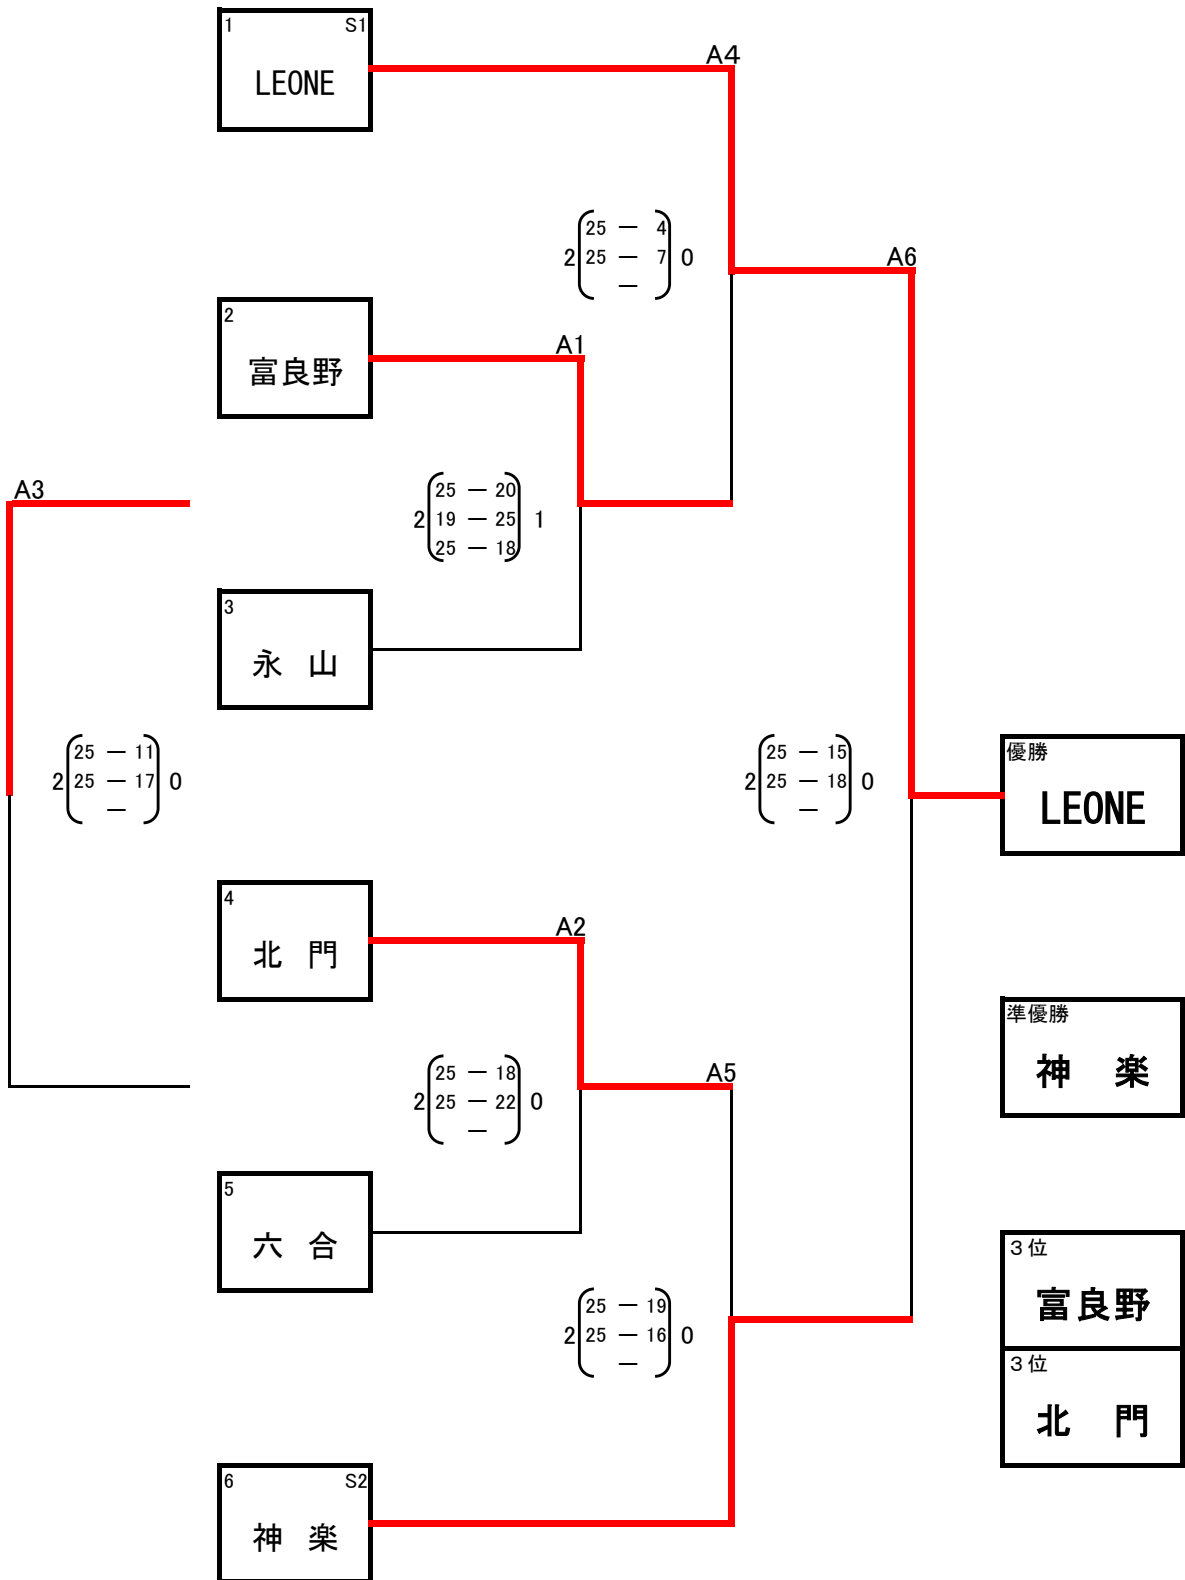 1 S1
LEONE
A4
25 ― 4
2 25 ― 7 0
―
A6
2
富良野
A1
A3
25 ― 20
2 19 ― 25 1
25 ― 18
3
永 山
25 ― 11
2 25 ― 17 0
―
25 ― 15
2 25 ― 18 0
―
優勝
LEONE
4
北 門
A2
準優勝
神 楽
25 ― 18
2 25 ― 22 0
―
A5
5
六 合
3位
富良野
25 ― 19
2 25 ― 16 0
―
3位
北 門
6 S2
神 楽